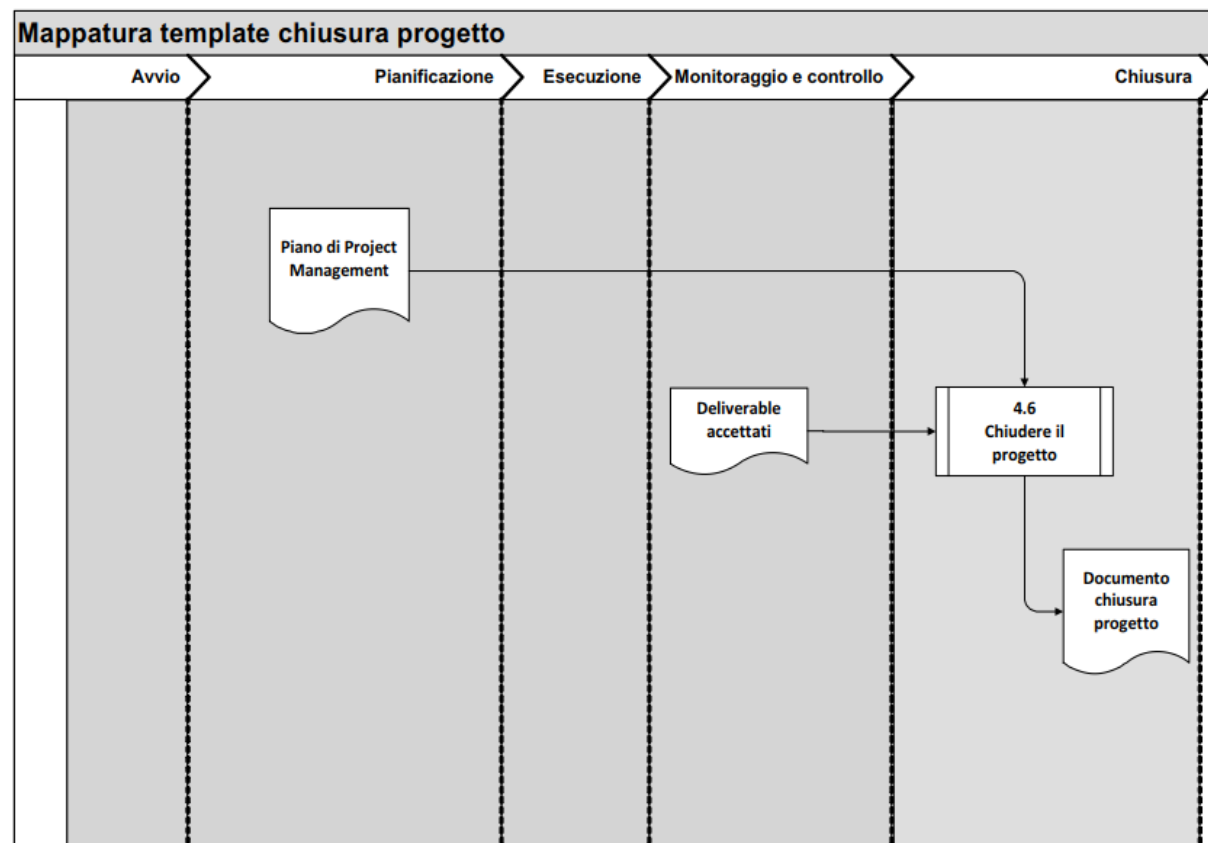 Mappatura template chiusura progetto
Avvio
Pianificazione
Esecuzione
Monitoraggio e controllo
Chiusura
Piano di Project
Management
Deliverable
accettati
4.6
Chiudere il
progetto
Documento
chiusura
progetto